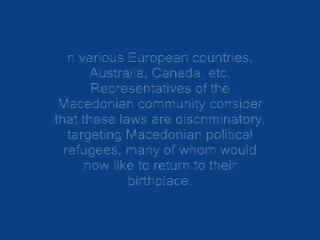 n various European countries,
Australia, Canada, etc.
Representatives of the
Macedonian community consider
that these laws are discriminatory,
targeting Macedonian political
refugees, many of whom would
now like to return to their
birthplace.